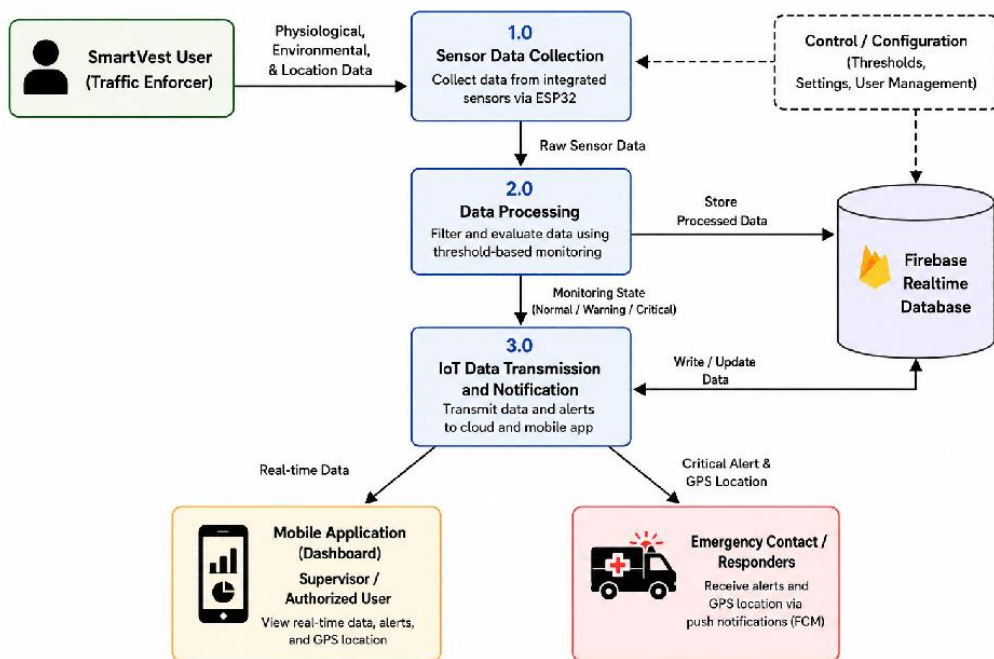 SmartVest User
(Traffic Enforcer)
Physiological,
Environmental,
& Location Data
1.0
Sensor Data Collection
Collect data from integrated
sensors via ESP32
Control / Configuration
(Thresholds,
Settings, User Management)
Raw Sensor Data
2.0
Data Processing
Filter and evaluate data using
threshold-based monitoring
Store
Processed Data
Firebase
Realtime
Database
Monitoring State
(Normal / Warning / Critical)
3.0
IoT Data Transmission
and Notification
Transmit data and alerts
to cloud and mobile app
Write / Update
Data
Real-time Data
Critical Alert &
GPS Location
Mobile Application
(Dashboard)
Supervisor /
Authorized User
View real-time data, alerts,
and GPS location
Emergency Contact /
Responders
Receive alerts and
GPS location via
push notifications (FCM)